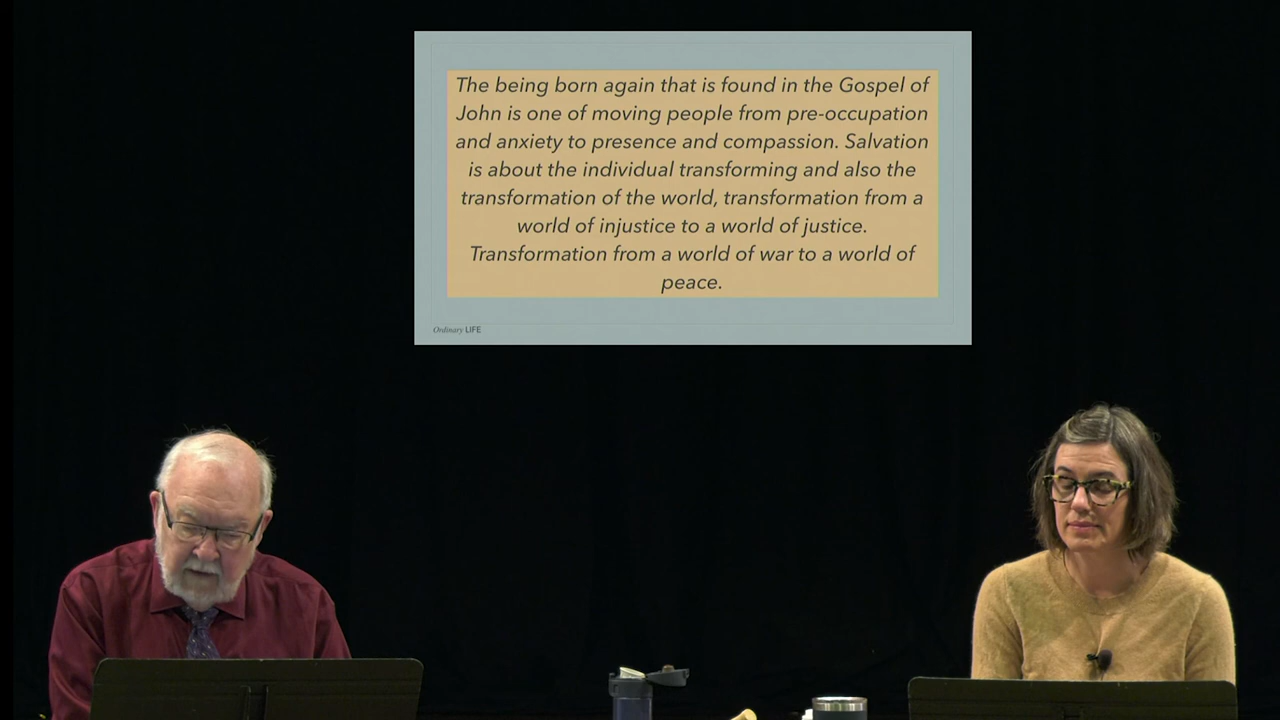 The being born again that is found in the Gospel of
John is one of moving people from pre-occupation
and anxiety to presence and compassion. Salvation
is about the individual transforming and also the
transformation of the world, transformation from a
world of injustice to a world of justice.
Transformation from a world of war to a world of
peace.
Ordinary LIFE